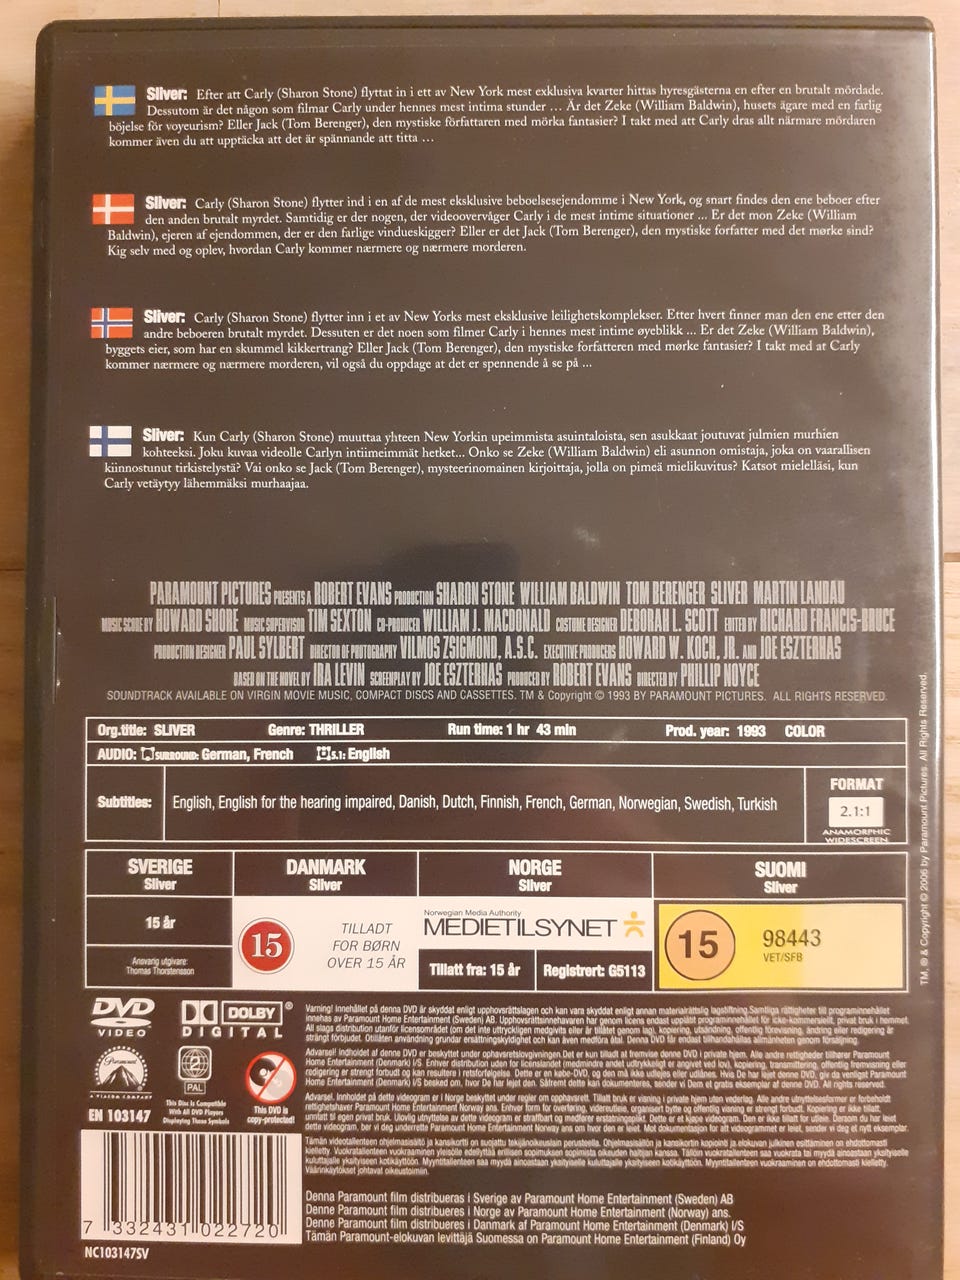 Sliver: Efter att Carly (Sharon Stone) flyttat in i ett av New York mest exklusiva kvarter hittas hyresgästerna en efter en brutalt mördade.
Dessutom är det någon som filmar Carly under hennes mest intima stunder ... Är det Zeke (William Baldwin), husets ägare med en farlig
böjelse för voyeurism? Eller Jack (Tom Berenger), den mystiske författaren med mörka fantasier? I takt med att Carly dras allt närmare mördaren
kommer även du att upptäcka att det är spännande att titta ...
Sliver: Carly (Sharon Stone) flytter ind i en af de mest eksklusive beboelsesejendomme i New York, og snart findes den ene beboer efter
den anden brutalt myrdet. Samtidig er der nogen, der videoovervåger Carly i de mest intime situationer ... Er det mon Zeke (William
Baldwin), ejeren af ejendommen, der er den farlige vindueskigger? Eller er det Jack (Tom Berenger), den mystiske forfatter med det mørke sind?
Kig selv med og oplev, hvordan Carly kommer nærmere og nærmere morderen.
Sliver: Carly (Sharon Stone) flytter inn i et av New Yorks mest eksklusive leilighetskomplekser. Etter hvert finner man den ene etter den
andre beboeren brutalt myrdet. Dessuten er det noen som filmer Carly i hennes mest intime øyeblikk ... Er det Zeke (William Baldwin),
byggets eier, som har en skummel kikkertrang? Eller Jack (Tom Berenger), den mystiske forfatteren med mørke fantasier? I takt med at Carly
kommer nærmere og nærmere morderen, vil også du oppdage at det er spennende å se på ...
Sliver: Kun Carly (Sharon Stone) muuttaa yhteen New Yorkin upeimmista asuintaloista, sen asukkaat joutuvat julmien murhien
kohteeksi. Joku kuvaa videolle Carlyn intiimeimmät hetket... Onko se Zeke (William Baldwin) eli asunnon omistaja, joka on vaarallisen
kiinnostunut tirkistelystä? Vai onko se Jack (Tom Berenger), mysteerinomainen kirjoittaja, jolla on pimeä mielikuvitus? Katsot mielelläsi, kun
Carly vetäytyy lähemmäksi murhaajaa.
PARAMOUNT PICTURES PRESENTS A ROBERT EVANS PRODUCTION SHARON STONE WILLIAM BALDWIN TOM BERENGER SLIVER MARTIN LANDAU
MUSIC SCORE BY HOWARD SHORE MUSIC SUPERVISOR TIM SEXTON CO-PRODUCER WILLIAM J. MACDONALD COSTUME DESIGNER DEBORAH L. SCOTT EDITED BY RICHARD FRANCIS-BRUCE
PRODUCTION DESIGNER PAUL SYLBERT DIRECTOR OF PHOTOGRAPHY VILMOS ZSIGMOND, A.S.C. EXECUTIVE PRODUCERS HOWARD W. KOCH, JR. AND JOE ESZTERHAS
BASED ON THE NOVEL BY IRA LEVIN SCREENPLAY BY JOE ESZTERHAS PRODUCED BY ROBERT EVANS DIRECTED BY PHILLIP NOYCE
SOUNDTRACK AVAILABLE ON VIRGIN MOVIE MUSIC, COMPACT DISCS AND CASSETTES. TM & Copyright © 1993 BY PARAMOUNT PICTURES. ALL RIGHTS RESERVED.
Org.title: SLIVER Genre: THRILLER Run time: 1 hr 43 min Prod. year: 1993 COLOR
AUDIO: SURROUND: German, French 5.1: English
Subtitles: English, English for the hearing impaired, Danish, Dutch, Finnish, French, German, Norwegian, Swedish, Turkish
FORMAT
2.1:1
ANAMORPHIC
WIDESCREEN
SVERIGE
Sliver
DANMARK
Sliver
NORGE
Sliver
SUOMI
Sliver
15 år
Ansvarig utgivare:
Thomas Thorstensson
15
TILLADT
FOR BØRN
OVER 15 ÅR
Norwegian Media Authority
MEDIETILSYNET
Tillatt fra: 15 år
Registrert: G5113
15
98443
VET/SFB
TM, ® & Copyright © 2006 by Paramount Pictures. All Rights Reserved.
DVD
VIDEO
DOLBY
DIGITAL
Paramount
A VIACOM COMPANY
2
PAL
EN 103147
This Disc is Compatible
With All DVD Players
Displaying These Symbols
This DVD is
copy-protected!
Denna Paramount film distribueras i Sverige av Paramount Home Entertainment (Sweden) AB
Denne Paramount film distribueres i Norge av Paramount Home Entertainment (Norway) ans.
Denne Paramount film distribueres i Danmark af Paramount Home Entertainment (Denmark) I/S
Tämän Paramount-elokuvan levittäjä Suomessa on Paramount Home Entertainment (Finland) Oy
7 332431 022720
NC103147SV